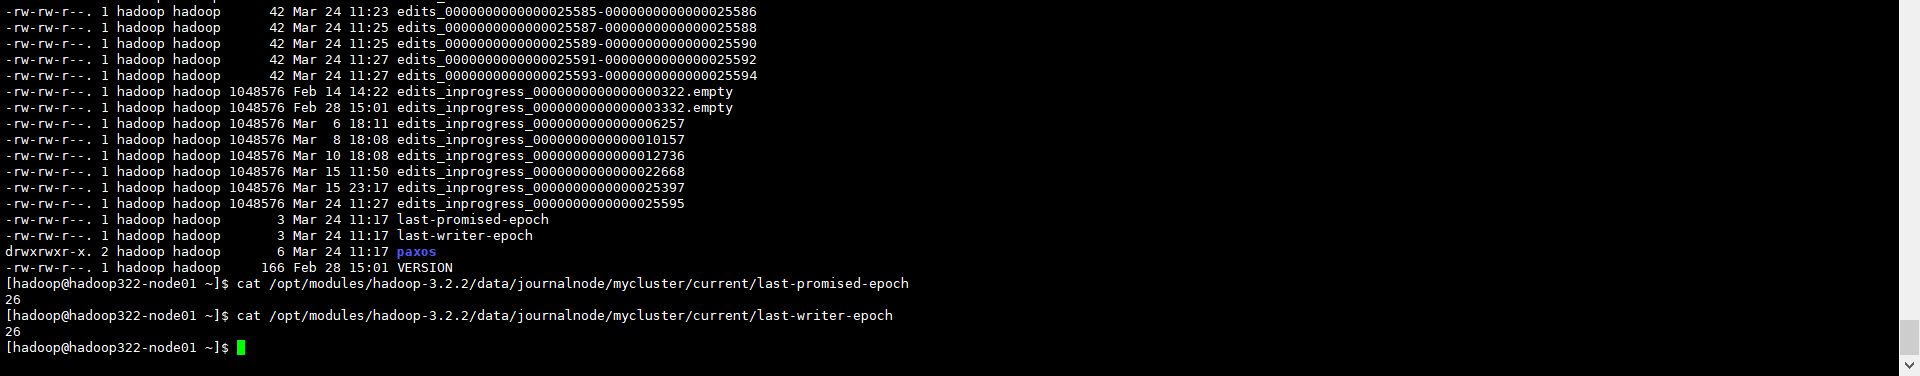 -rw-rw-r--. 1 hadoop hadoop      42 Mar 24 11:23 edits_0000000000000025585-0000000000000025586
-rw-rw-r--. 1 hadoop hadoop      42 Mar 24 11:25 edits_0000000000000025587-0000000000000025588
-rw-rw-r--. 1 hadoop hadoop      42 Mar 24 11:25 edits_0000000000000025589-0000000000000025590
-rw-rw-r--. 1 hadoop hadoop      42 Mar 24 11:27 edits_0000000000000025591-0000000000000025592
-rw-rw-r--. 1 hadoop hadoop      42 Mar 24 11:27 edits_0000000000000025593-0000000000000025594
-rw-rw-r--. 1 hadoop hadoop 1048576 Feb 14 14:22 edits_inprogress_0000000000000000322.empty
-rw-rw-r--. 1 hadoop hadoop 1048576 Feb 28 15:01 edits_inprogress_0000000000000003332.empty
-rw-rw-r--. 1 hadoop hadoop 1048576 Mar  6 18:11 edits_inprogress_0000000000000006257
-rw-rw-r--. 1 hadoop hadoop 1048576 Mar  8 18:08 edits_inprogress_0000000000000010157
-rw-rw-r--. 1 hadoop hadoop 1048576 Mar 10 18:08 edits_inprogress_0000000000000012736
-rw-rw-r--. 1 hadoop hadoop 1048576 Mar 15 11:50 edits_inprogress_0000000000000022668
-rw-rw-r--. 1 hadoop hadoop 1048576 Mar 15 23:17 edits_inprogress_0000000000000025397
-rw-rw-r--. 1 hadoop hadoop 1048576 Mar 24 11:27 edits_inprogress_0000000000000025595
-rw-rw-r--. 1 hadoop hadoop       3 Mar 24 11:17 last-promised-epoch
-rw-rw-r--. 1 hadoop hadoop       3 Mar 24 11:17 last-writer-epoch
drwxrwxr-x. 2 hadoop hadoop       6 Mar 24 11:17 paxos
-rw-rw-r--. 1 hadoop hadoop     166 Feb 28 15:01 VERSION
[hadoop@hadoop322-node01 ~]$ cat /opt/modules/hadoop-3.2.2/data/journalnode/mycluster/current/last-promised-epoch
26
[hadoop@hadoop322-node01 ~]$ cat /opt/modules/hadoop-3.2.2/data/journalnode/mycluster/current/last-writer-epoch
26
[hadoop@hadoop322-node01 ~]$